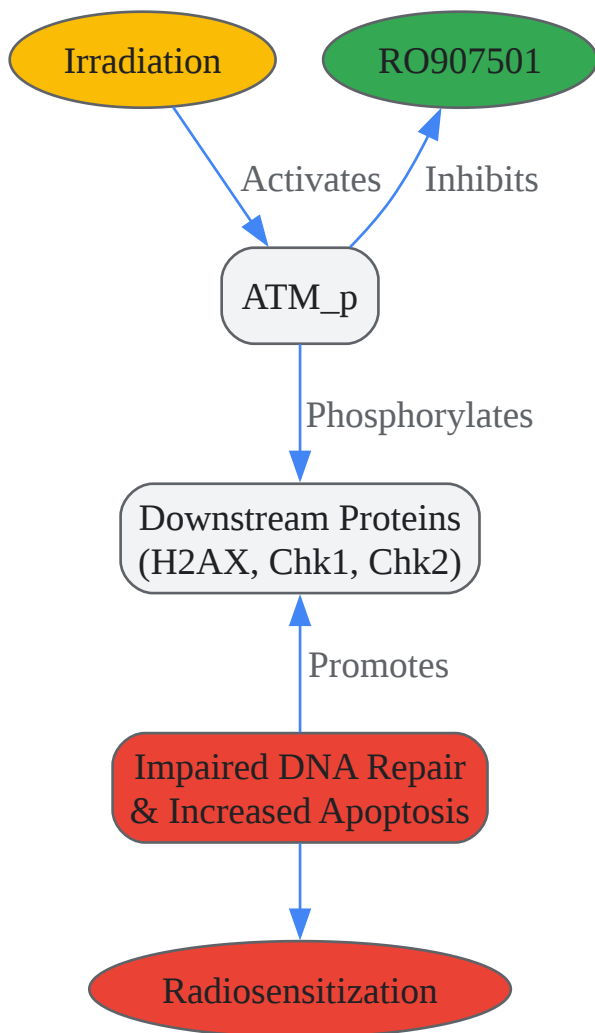 Irradiation
RO907501
Activates
Inhibits
ATM_p
Phosphorylates
Downstream Proteins
(H2AX, Chk1, Chk2)
Promotes
Impaired DNA Repair
& Increased Apoptosis
Radiosensitization